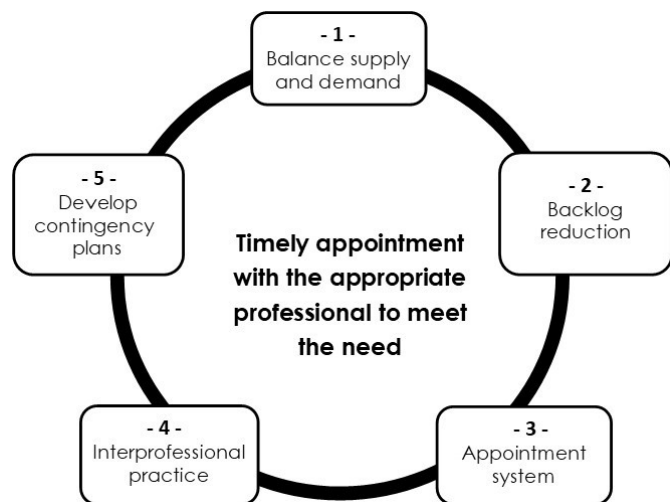 - 1 -
Balance supply
and demand
- 2 -
Backlog
reduction
- 3 -
Appointment
system
- 4 -
Interprofessional
practice
- 5 -
Develop
contingency
plans
Timely appointment
with the appropriate
professional to meet
the need